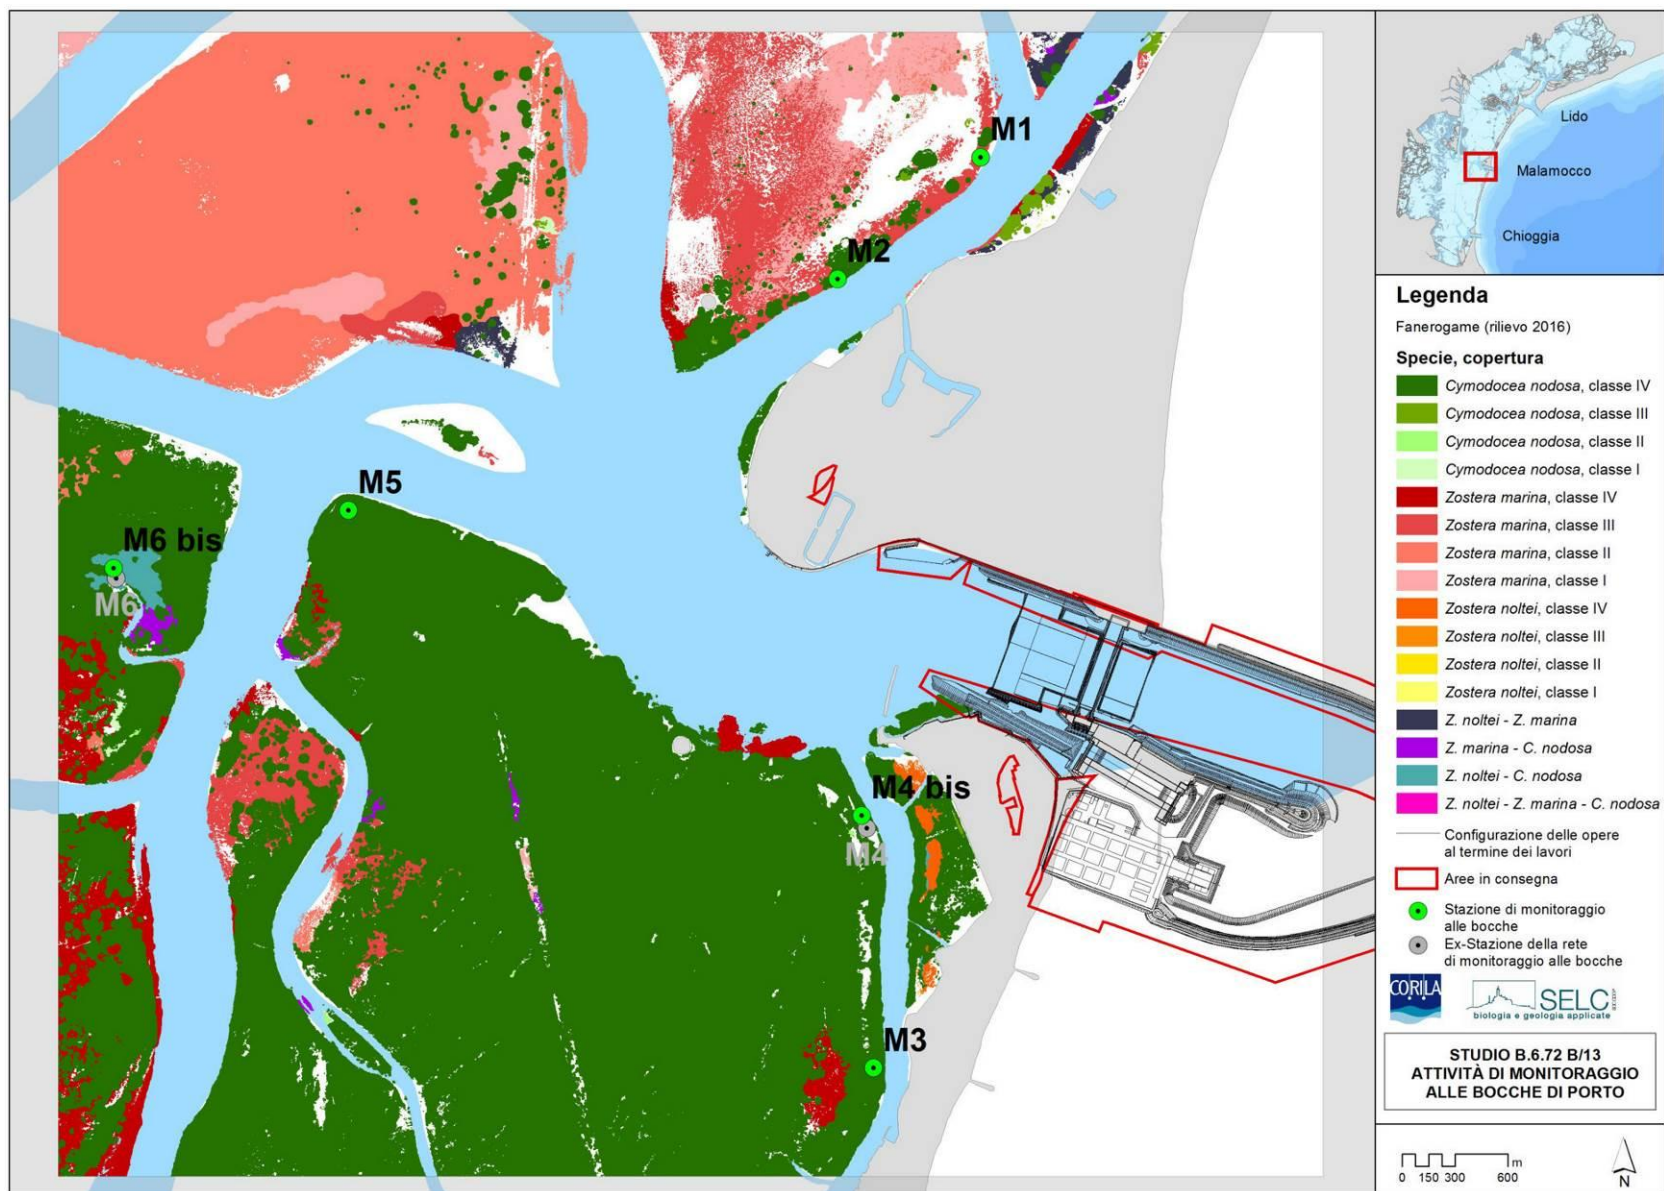 M1
M2
M5
M6 bis
M6
M4 bis
M4
M3
Lido
Malamocco
Chioggia
Legenda
Fanerogame (rilievo 2016)
Specie, copertura
Cymodocea nodosa, classe IV
Cymodocea nodosa, classe III
Cymodocea nodosa, classe II
Cymodocea nodosa, classe I
Zostera marina, classe IV
Zostera marina, classe III
Zostera marina, classe II
Zostera marina, classe I
Zostera noltei, classe IV
Zostera noltei, classe III
Zostera noltei, classe II
Zostera noltei, classe I
Z. noltei - Z. marina
Z. marina - C. nodosa
Z. noltei - C. nodosa
Z. noltei - Z. marina - C. nodosa
Configurazione delle opere
al termine dei lavori
Aree in consegna
Stazione di monitoraggio
alle bocche
Ex-Stazione della rete
di monitoraggio alle bocche
CORILA
SELC
biologia e geologia applicate
STUDIO B.6.72 B/13
ATTIVITÀ DI MONITORAGGIO
ALLE BOCCHE DI PORTO
0 150 300 600 m
N